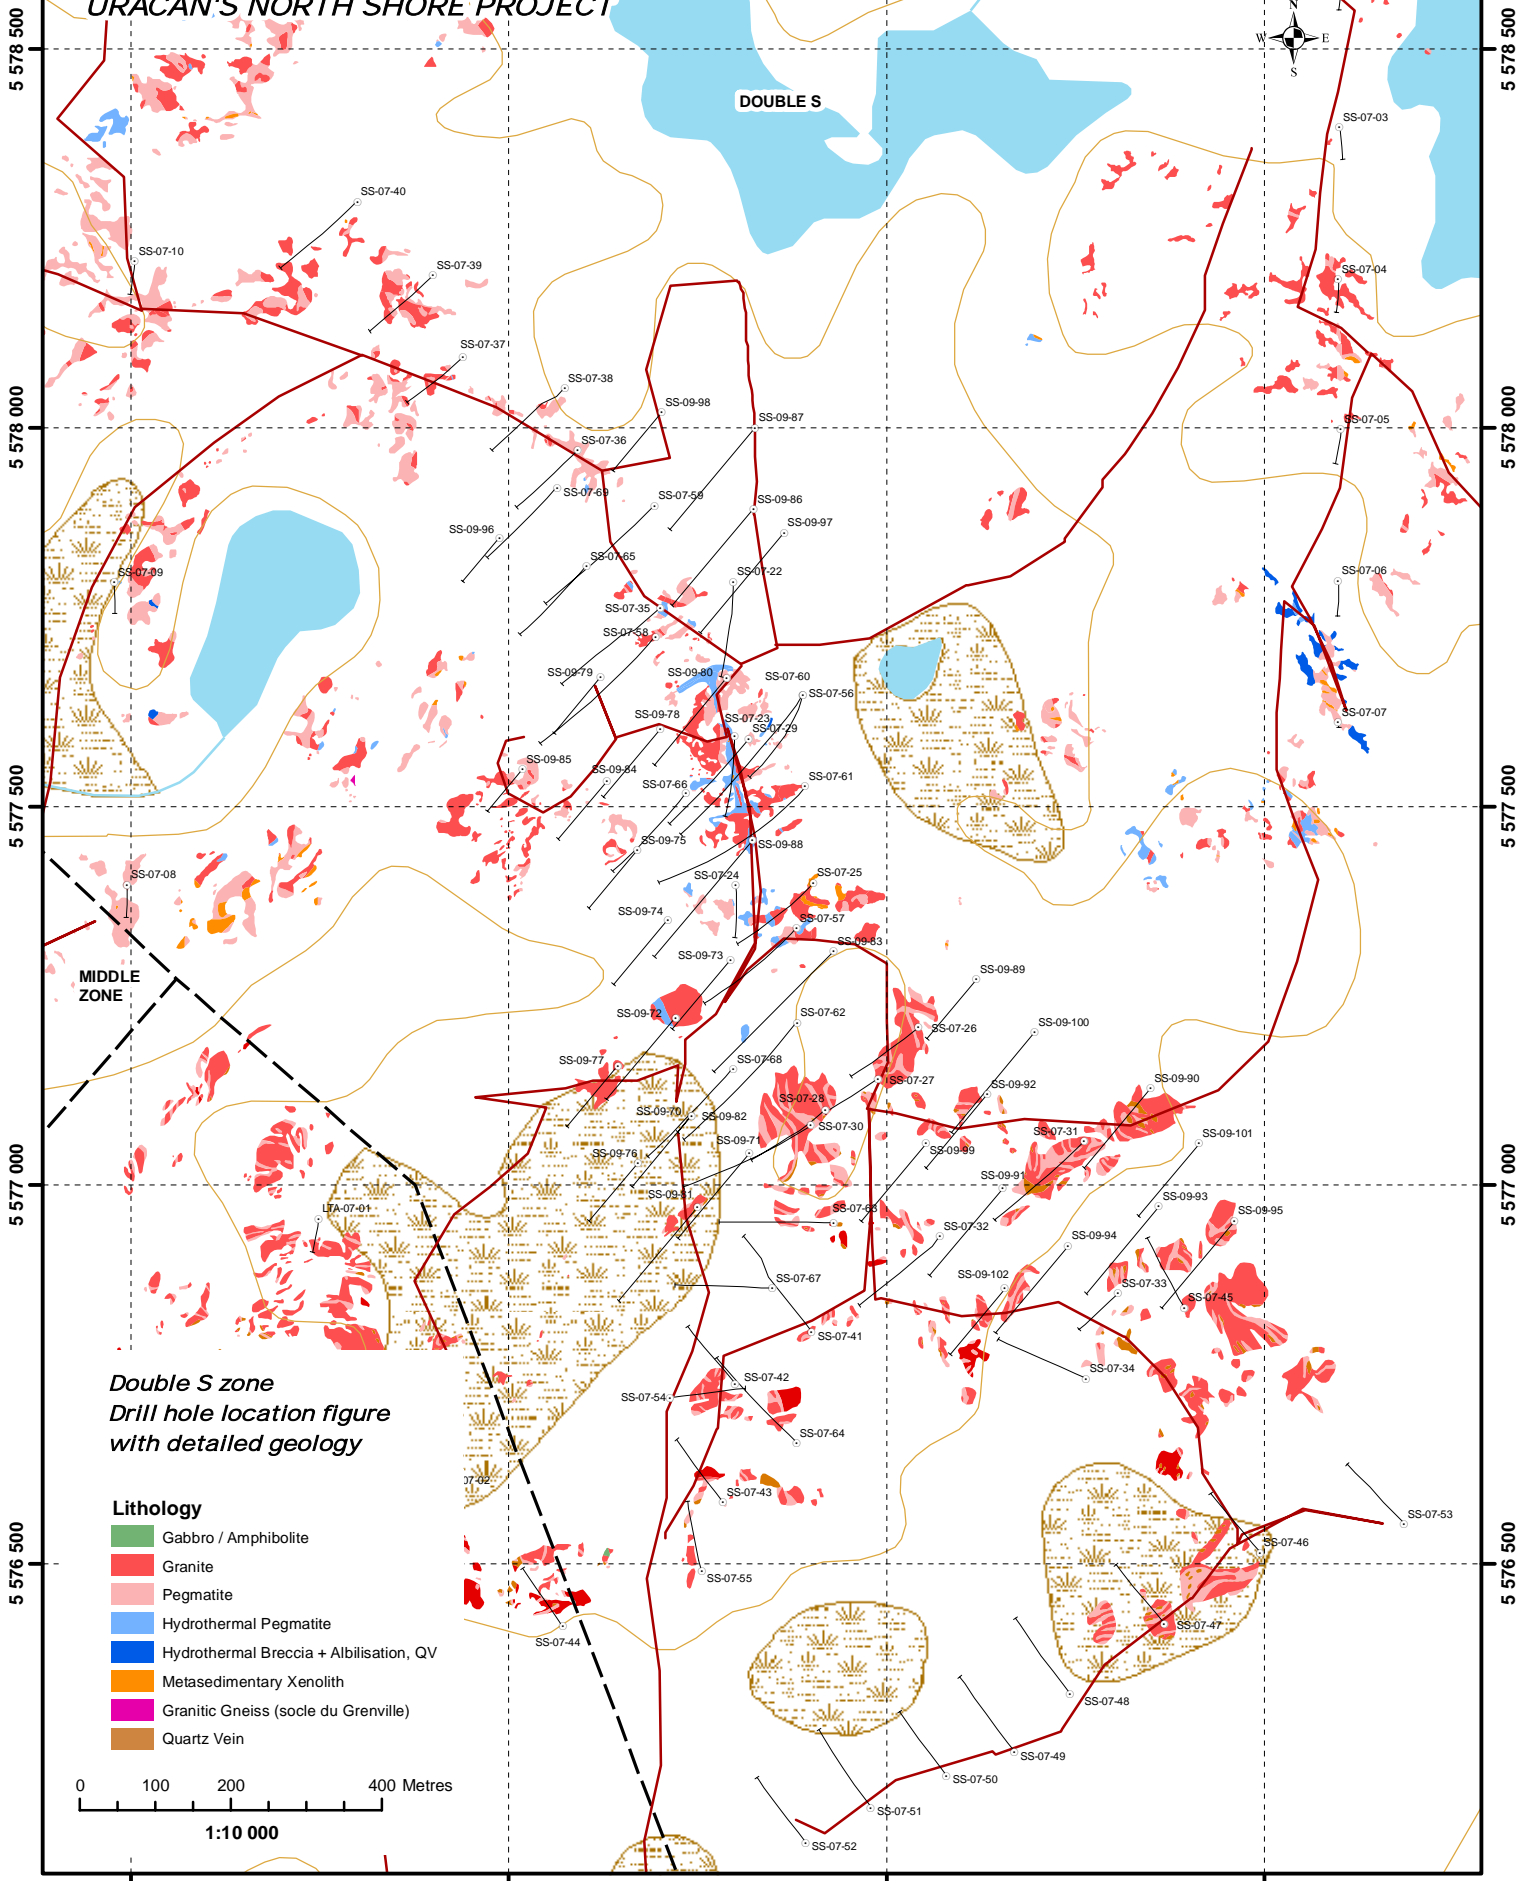 URACAN'S NORTH SHORE PROJECT
N
W E
S
5 578 500
5 578 500
DOUBLE S
SS-07-03
SS-07-40
SS-07-10
SS-07-39
SS-07-04
SS-07-37
SS-07-38
SS-09-98
SS-09-87
SS-07-05
5 578 000
5 578 000
SS-07-36
SS-07-69
SS-07-59
SS-09-86
SS-09-96
SS-09-97
SS-07-65
SS-07-22
SS-07-09
SS-07-06
SS-07-35
SS-07-58
SS-09-79
SS-09-80
SS-07-60
SS-07-56
SS-09-78
SS-07-23
SS-07-29
SS-07-07
SS-09-85
SS-09-84
SS-07-66
SS-07-61
5 577 500
5 577 500
SS-09-75
SS-09-88
SS-07-08
SS-07-24
SS-07-25
SS-09-74
SS-07-57
SS-09-83
SS-09-73
SS-09-89
MIDDLE
ZONE
SS-09-72
SS-07-62
SS-07-26
SS-09-100
SS-09-77
SS-07-68
SS-07-27
SS-09-92
SS-09-90
SS-09-70
SS-09-82
SS-07-28
SS-07-30
SS-09-71
SS-07-31
SS-09-101
SS-09-99
SS-09-76
SS-09-91
5 577 000
5 577 000
SS-09-81
LTA-07-01
SS-07-63
SS-07-32
SS-09-93
SS-09-95
SS-09-94
SS-07-67
SS-09-102
SS-07-33
SS-07-45
SS-07-41
SS-07-34
SS-07-42
SS-07-54
SS-07-64
Double S zone
Drill hole location figure
with detailed geology
07-02
SS-07-43
SS-07-53
SS-07-46
5 576 500
5 576 500
SS-07-55
SS-07-44
SS-07-47
SS-07-48
SS-07-49
SS-07-50
SS-07-51
SS-07-52
Lithology
Gabbro / Amphibolite
Granite
Pegmatite
Hydrothermal Pegmatite
Hydrothermal Breccia + Albilisation, QV
Metasedimentary Xenolith
Granitic Gneiss (socle du Grenville)
Quartz Vein
0 100 200 400 Metres
1:10 000